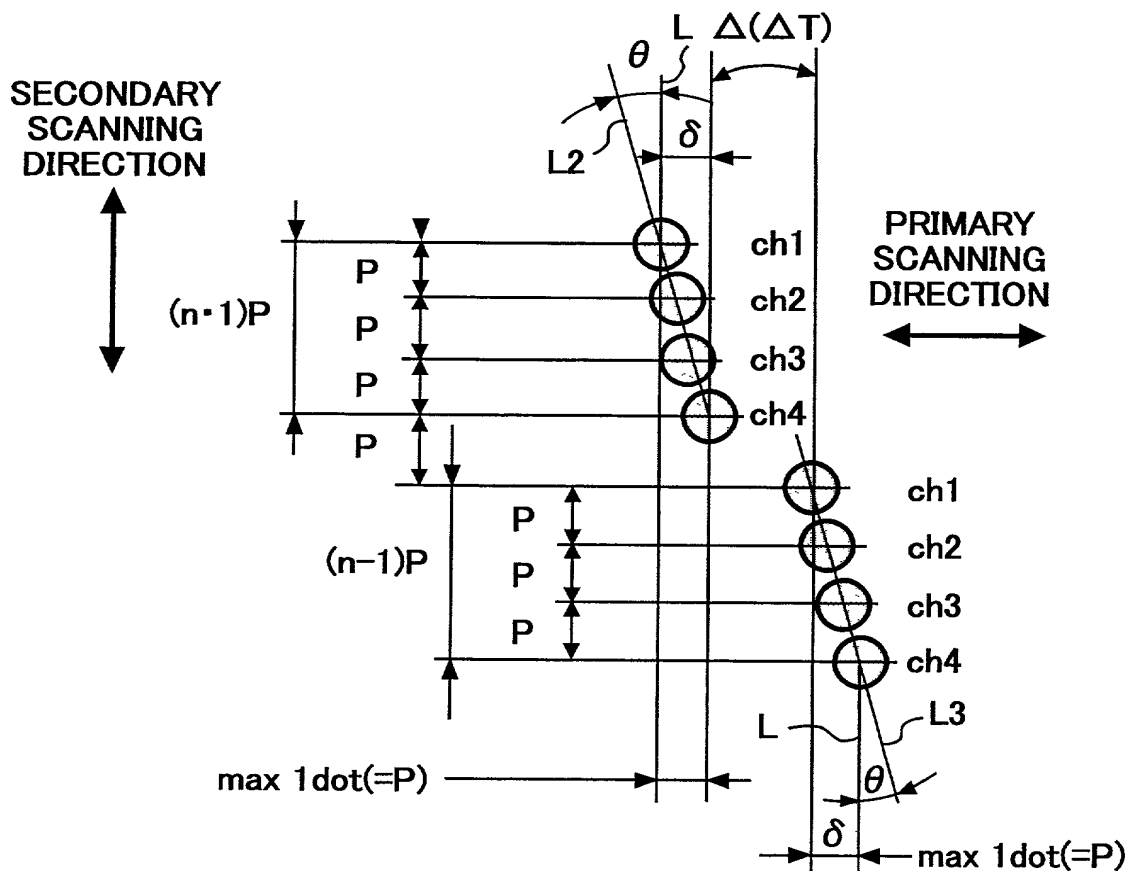 L Δ(ΔT)
θ
SECONDARY
SCANNING
DIRECTION
δ
L2
PRIMARY
SCANNING
DIRECTION
ch1
P
ch2
(n・1)P
P
ch3
P
ch4
P
ch1
P
ch2
(n-1)P
P
ch3
P
ch4
L
L3
max 1dot(=P)
θ
δ
max 1dot(=P)